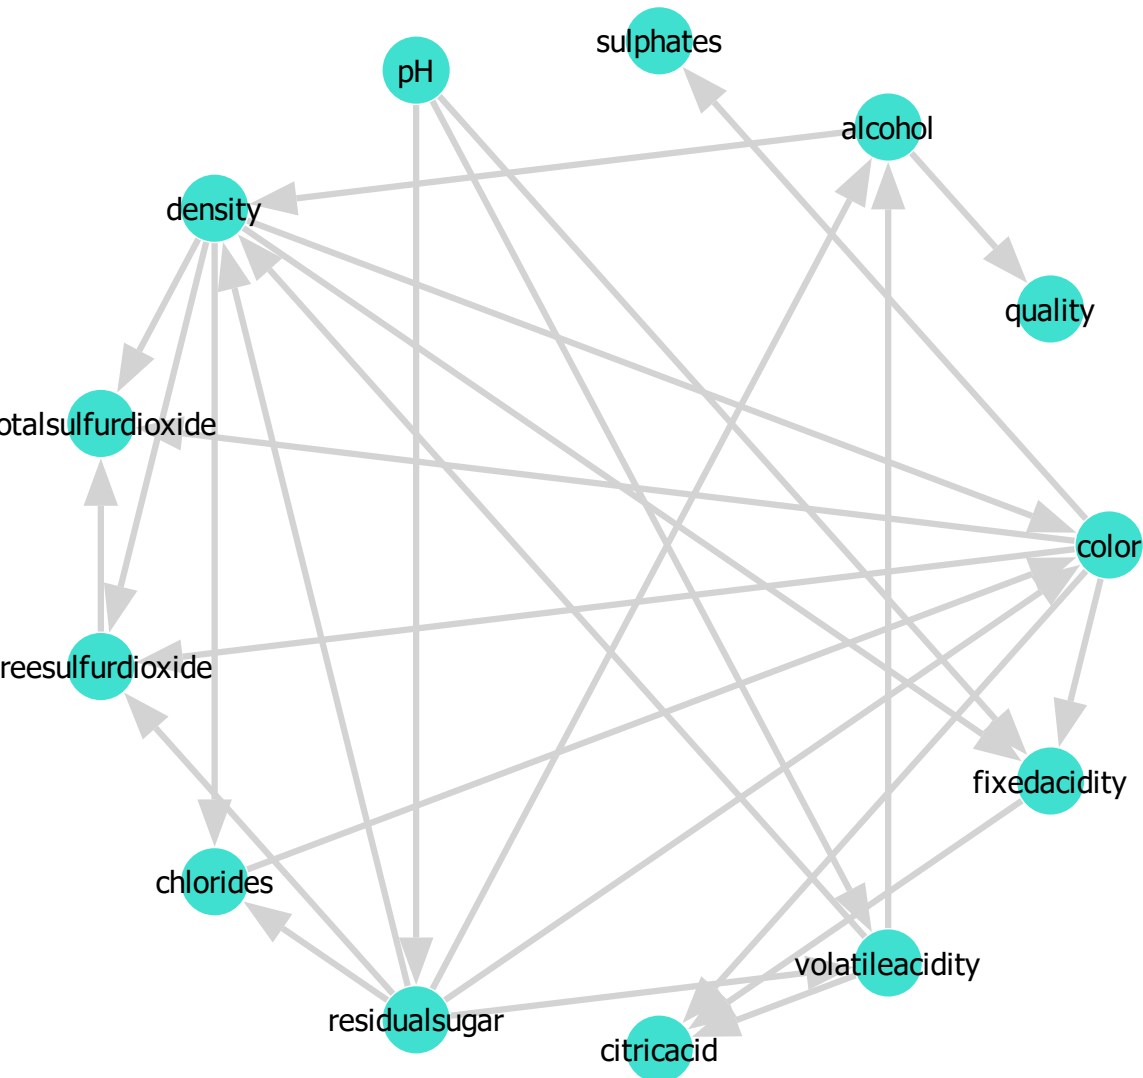 sulphates
pH
alcohol
density
quality
otalsulfurdioxide
color
reesulfurdioxide
fixedacidity
chlorides
volatileacidity
residualsugar
citricacid